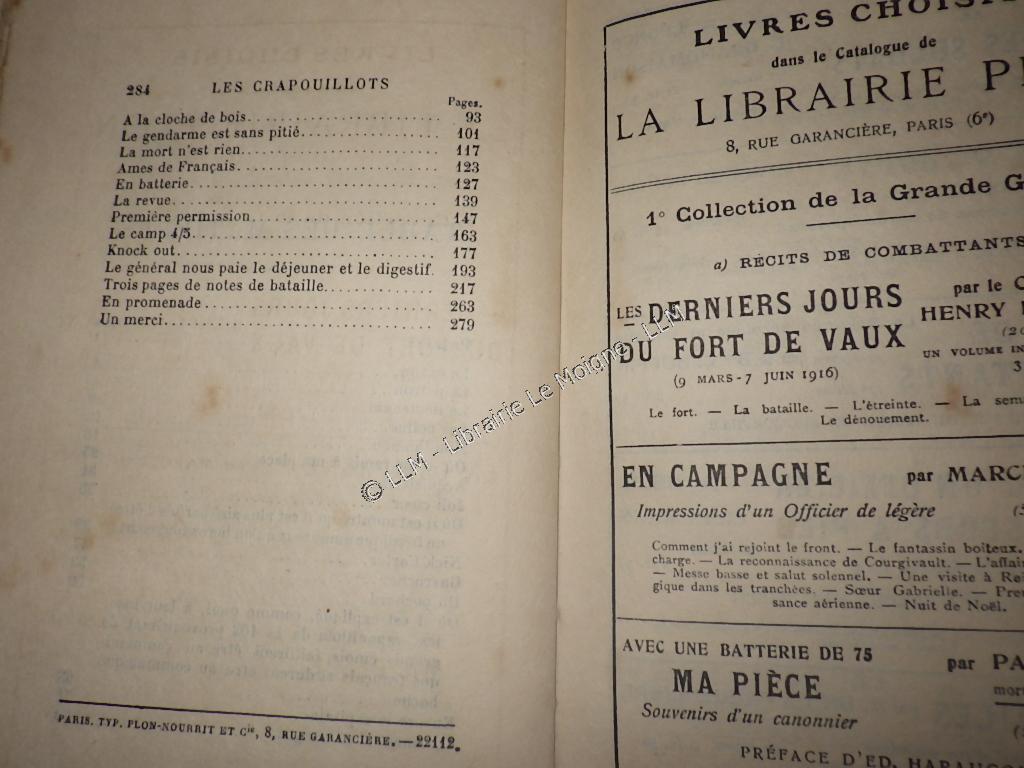 284 LES CRAPOUILLOTS
Pages.
A la cloche de bois. 93
Le gendarme est sans pitié. 101
La mort n'est rien. 117
Ames de Français. 123
En batterie. 127
La revue. 139
Première permission. 147
Le camp 4/5. 163
Knock out. 177
Le général nous paie le déjeuner et le digestif. 193
Trois pages de notes de bataille. 217
En promenade. 263
Un merci. 279
PARIS. TYP. PLON-NOURRIT ET Cie, 8, RUE GARANCIÈRE. — 22112.
LIVRES
dans le Catalogue de
LA LIBRAIRIE
8, RUE GARANCIÈRE, PARIS (6e)
1° Collection de la Grande
a) RÉCITS DE COMBATTANTS
LES DERNIERS JOURS
DU FORT DE VAUX
(9 MARS - 7 JUIN 1916)
par le
HENRY
UN VOLUME
Le fort. — La bataille. — L'étreinte. — La
Le dénouement.
EN CAMPAGNE par
Impressions d'un Officier de légère
Comment j'ai rejoint le front. — Le fantassin boiteux.
charge. — La reconnaissance de Courgivault. —
— Messe basse et salut solennel. — Une visite à
gique dans les tranchées. — Sœur Gabrielle. —
sance aérienne. — Nuit de Noël.
AVEC UNE BATTERIE DE 75
MA PIÈCE
Souvenirs d'un canonnier
par
PRÉFACE D'ED.
© LLM - Librairie Le Moigne - LLM